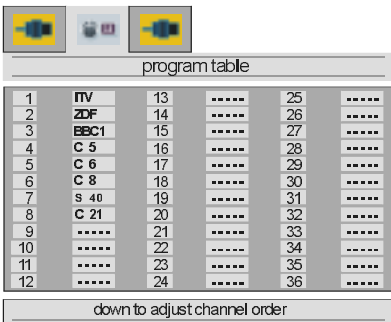 program table
1 ITV 13 ----- 25 -----
2 ZDF 14 ----- 26 -----
3 BBC1 15 ----- 27 -----
4 C 5 16 ----- 28 -----
5 C 6 17 ----- 29 -----
6 C 8 18 ----- 30 -----
7 S 40 19 ----- 31 -----
8 C 21 20 ----- 32 -----
9 ----- 21 ----- 33 -----
10 ----- 22 ----- 34 -----
11 ----- 23 ----- 35 -----
12 ----- 24 ----- 36 -----
down to adjust channel order